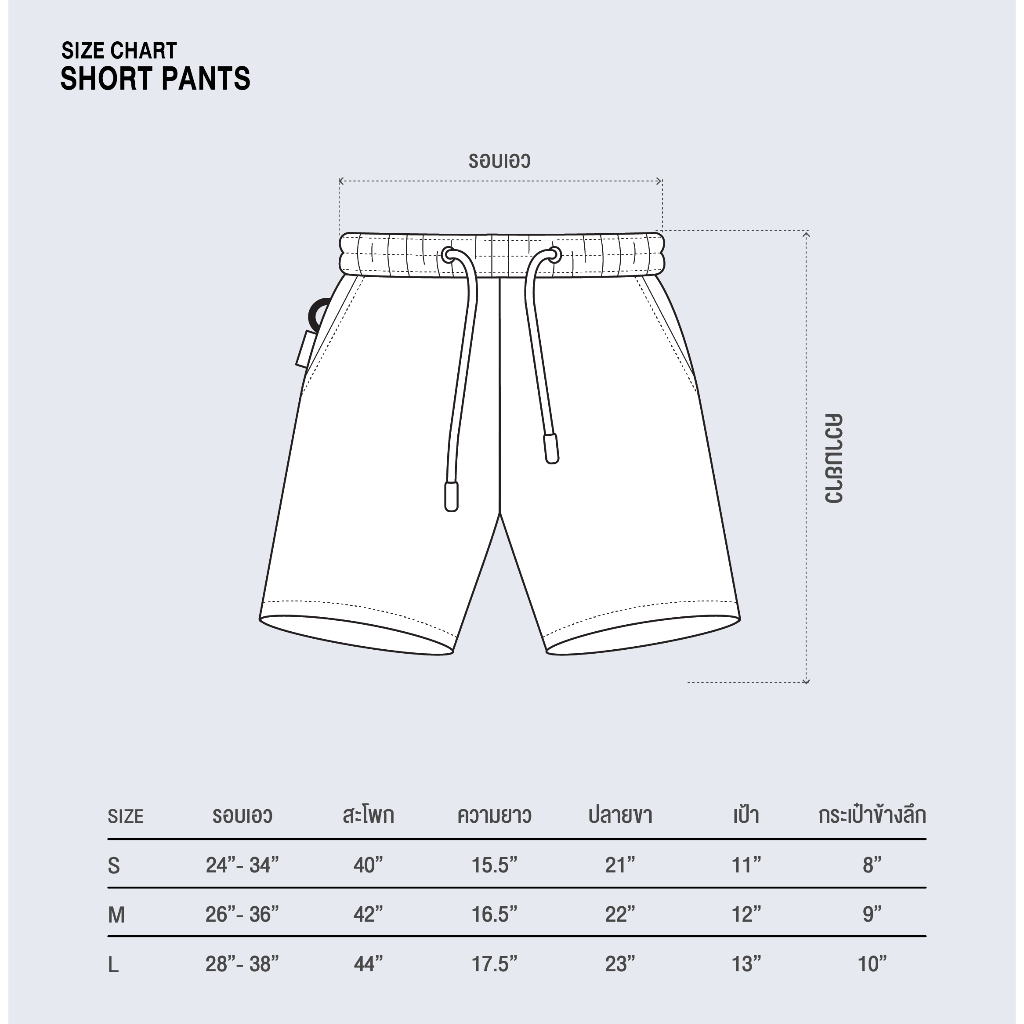 SIZE CHART
SHORT PANTS
รอบเอว
ความยาว
SIZE รอบเอว สะโพก ความยาว ปลายขา เป้า กระเป๋าข้างลึก
S 24”- 34” 40” 15.5” 21” 11” 8”
M 26”- 36” 42” 16.5” 22” 12” 9”
L 28”- 38” 44” 17.5” 23” 13” 10”